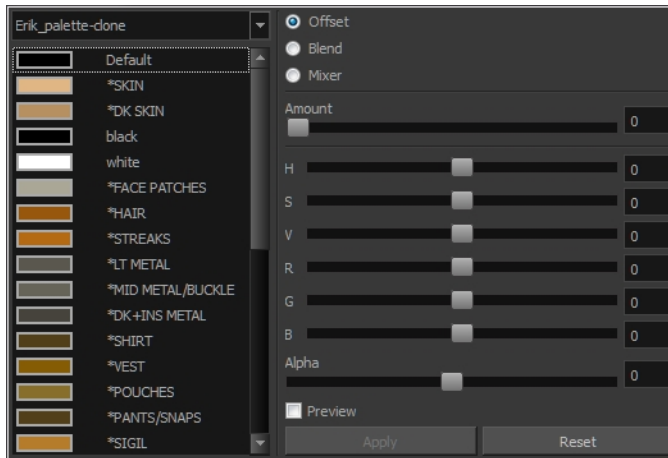 Erik_palette-clone
Default
*SKIN
*DK SKIN
black
white
*FACE PATCHES
*HAIR
*STREAKS
*LT METAL
*MID METAL/BUCKLE
*DK+INS METAL
*SHIRT
*VEST
*POUCHES
*PANTS/SNAPS
*SIGIL
Offset
Blend
Mixer
Amount
0
H 0
S 0
V 0
R 0
G 0
B 0
Alpha
0
Preview
Apply Reset